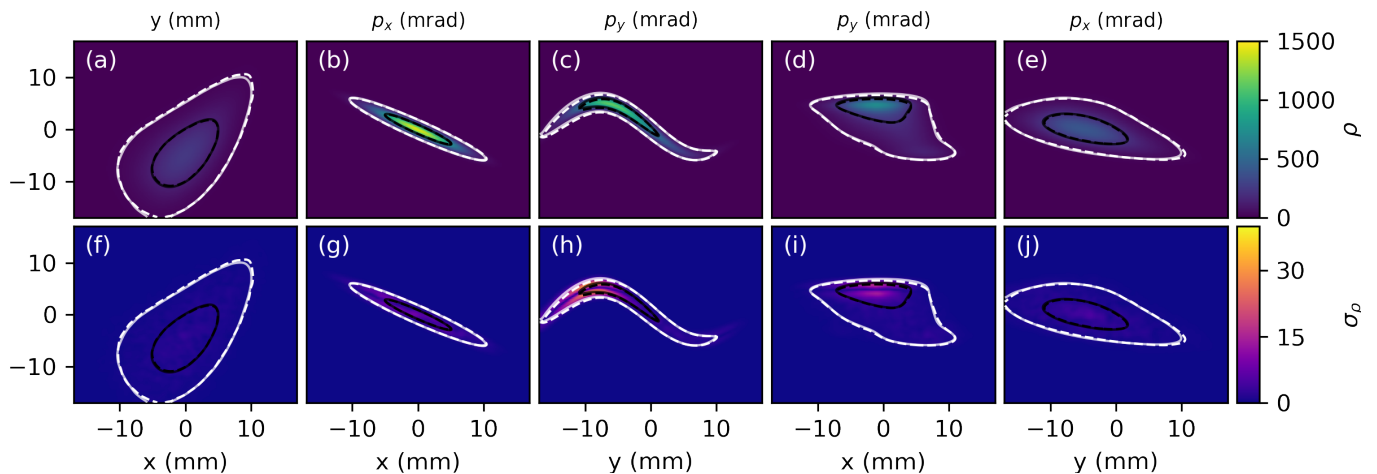 y (mm) pₓ (mrad) p_y (mrad) p_y (mrad) pₓ (mrad)
(a) (b) (c) (d) (e)
10
0
−10
1500
1000
500
0
ρ
(f) (g) (h) (i) (j)
10
0
−10
30
15
0
σ_ρ
−10 0 10 −10 0 10 −10 0 10 −10 0 10 −10 0 10
x (mm) x (mm) y (mm) x (mm) y (mm)